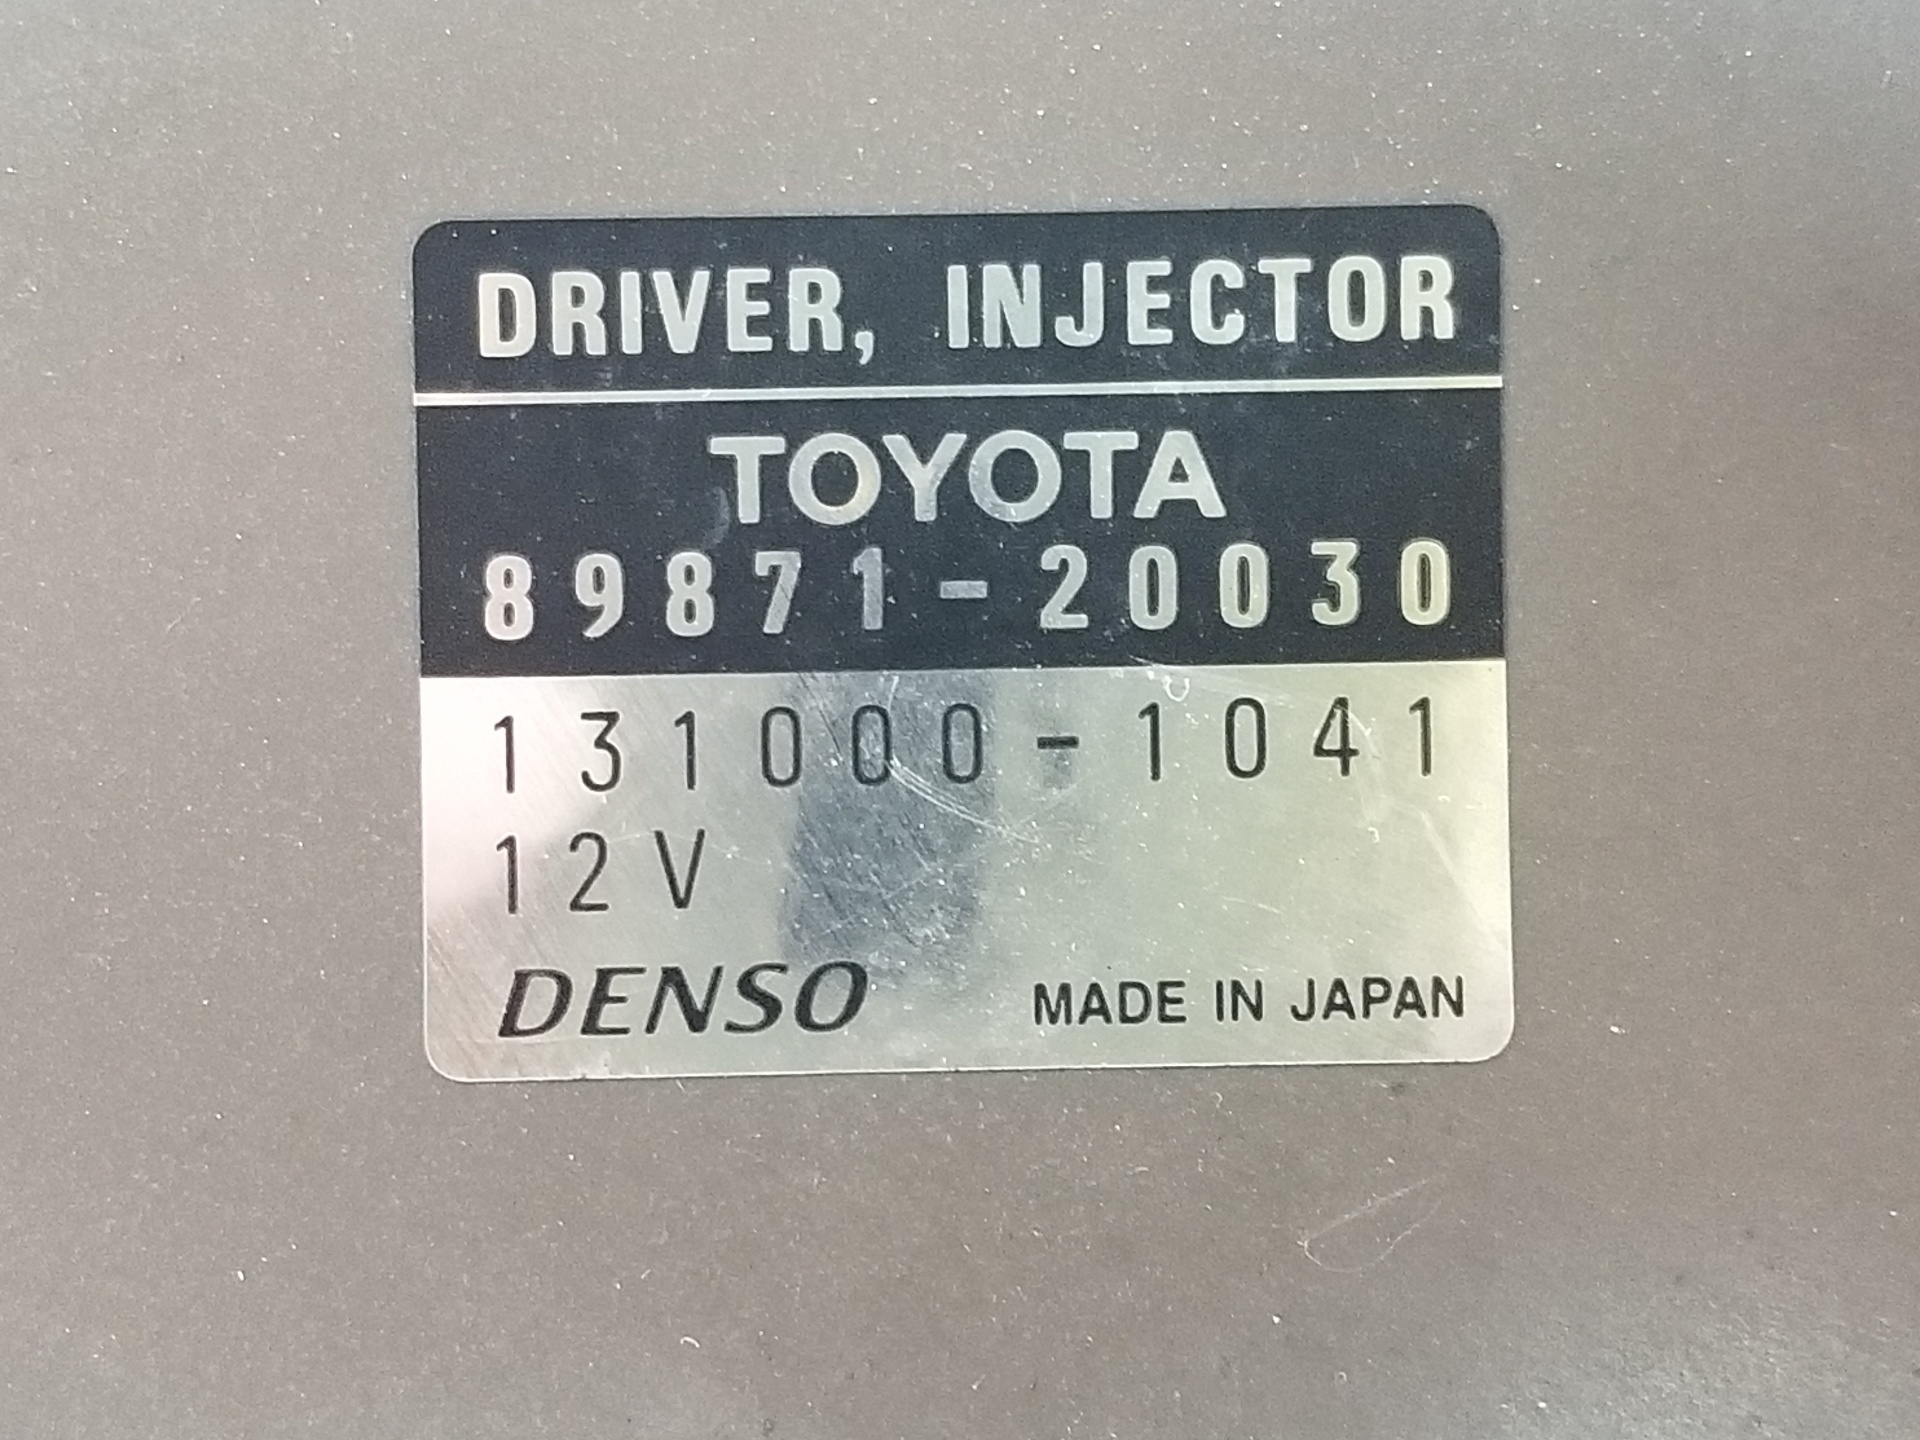 DRIVER, INJECTOR
TOYOTA
89871-20030
131000-1041
12V
DENSO MADE IN JAPAN